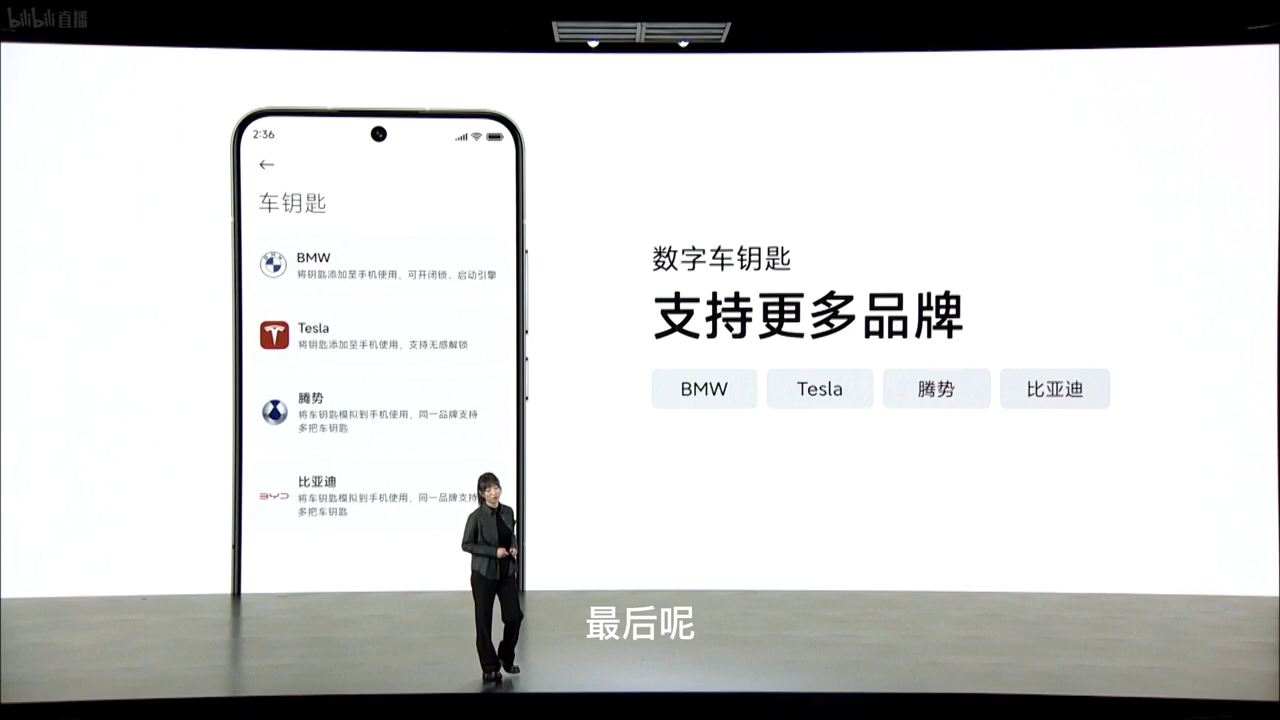 bilibili直播
2:36
车钥匙
BMW
将钥匙添加至手机使用，可开闭锁、启动引擎
Tesla
将钥匙添加至手机使用，支持无感解锁
腾势
将车钥匙模拟到手机使用，同一品牌支持
多把车钥匙
比亚迪
BYD
将车钥匙模拟到手机使用，同一品牌支持
多把车钥匙
数字车钥匙
支持更多品牌
BMW
Tesla
腾势
比亚迪
最后呢